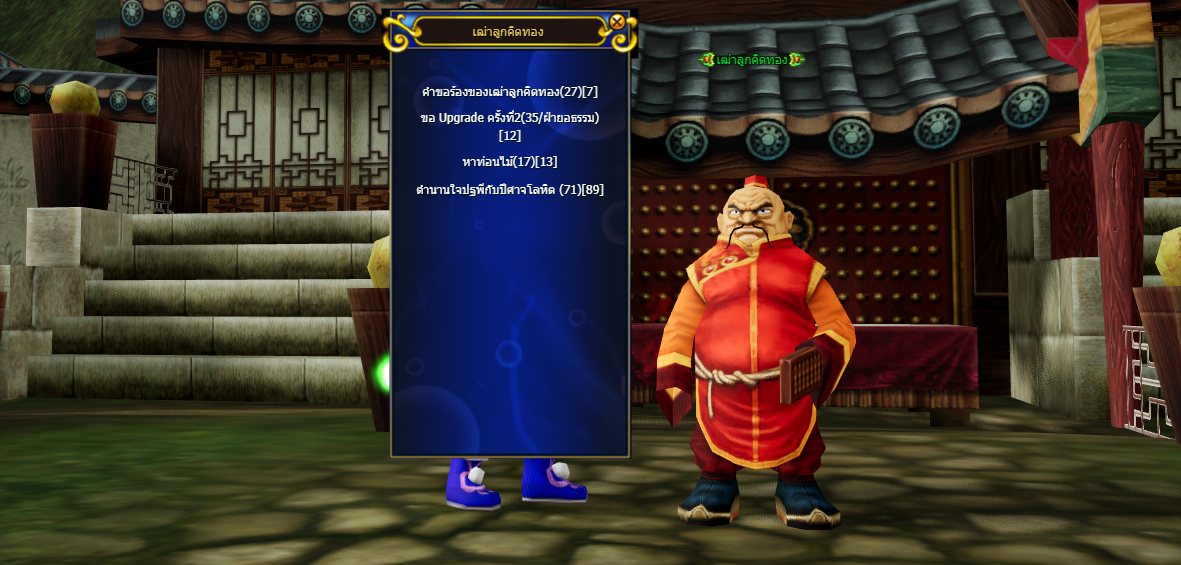 เฒ่าลูกคิดทอง
เฒ่าลูกคิดทอง
คำขอร้องของเฒ่าลูกคิดทอง(27)[7]
ขอ Upgrade ครั้งที่2(35/ฝ่ายอธรรม)
[12]
หาท่อนไม้(17)[13]
ตำนานใจปฐพีกับปีศาจโลหิต (71)[89]